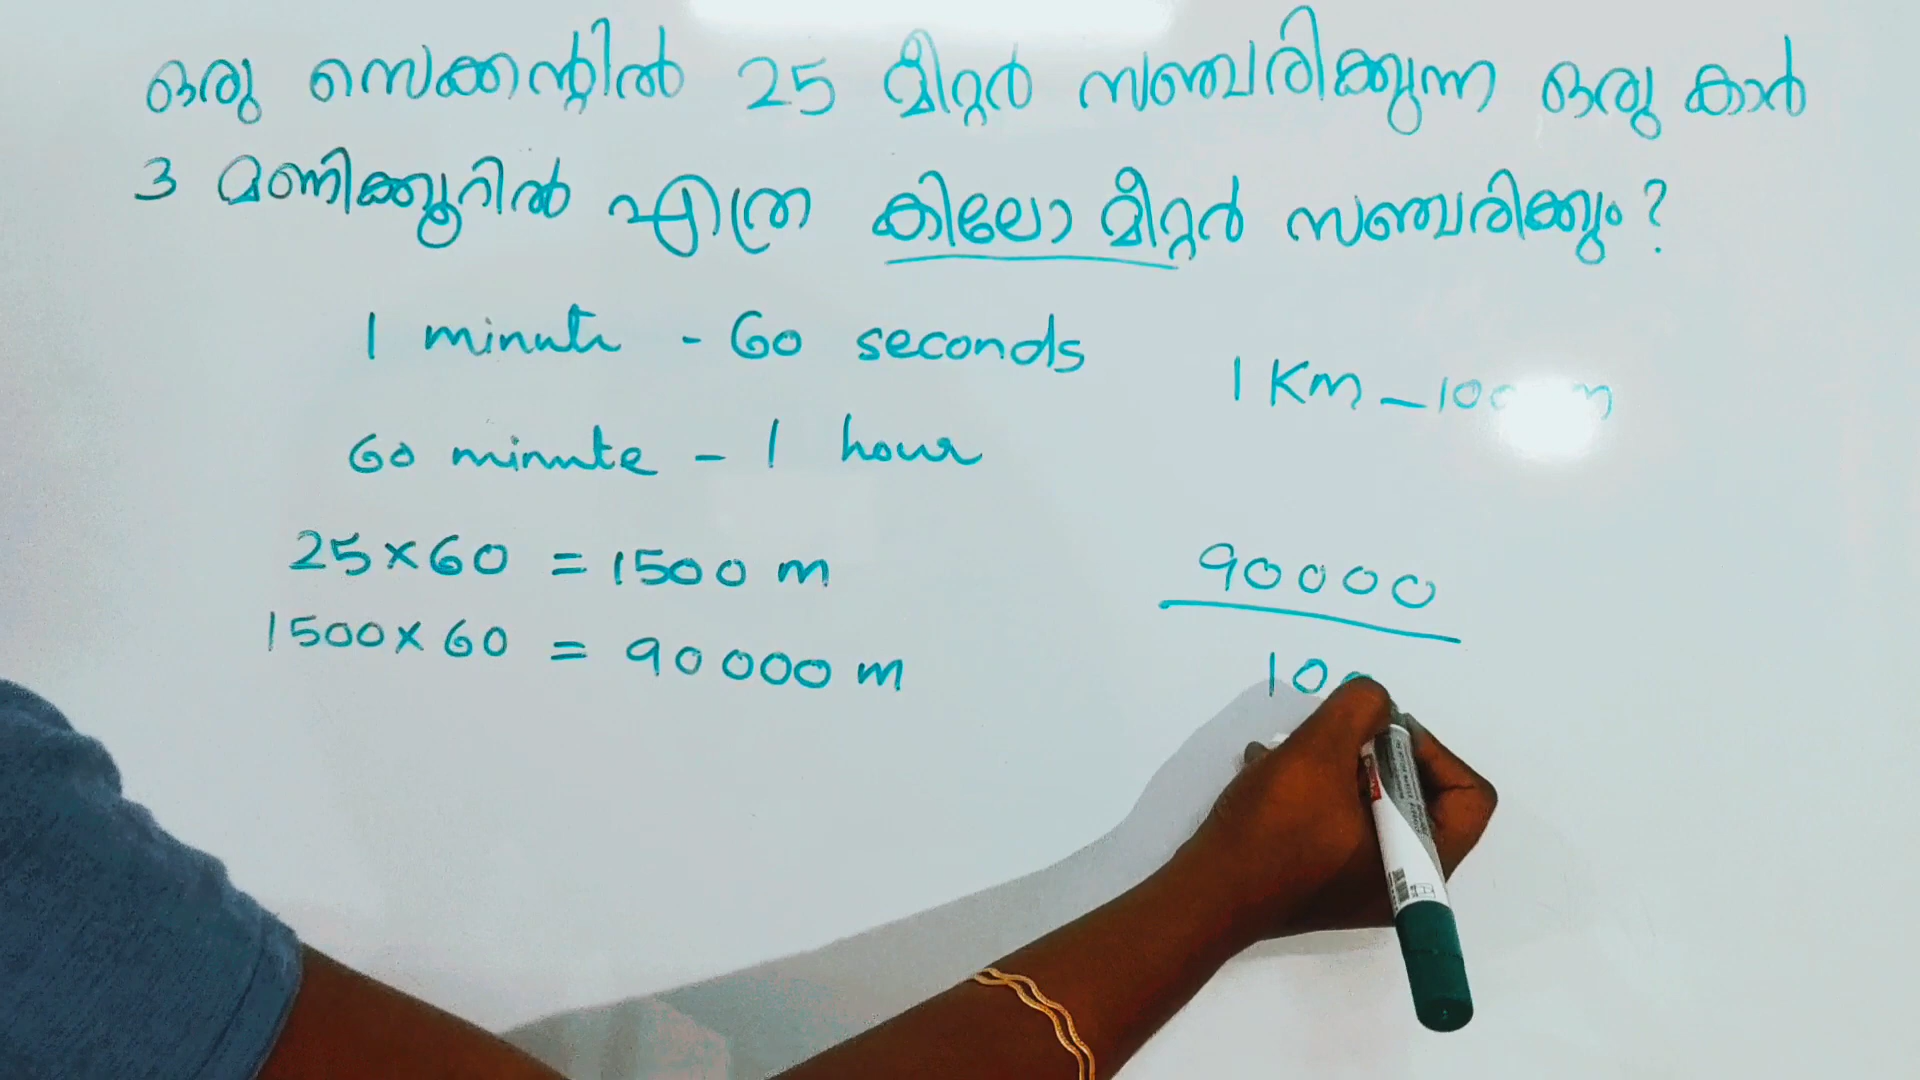 ഒരു സെക്കന്റിൽ 25 മീറ്റർ സഞ്ചരിക്കുന്ന ഒരു കാർ
3 മണിക്കൂറിൽ എത്ര കിലോ മീറ്റർ സഞ്ചരിക്കും?
1 minute - 60 seconds
1 Km - 
60 minute - 1 hour
25 x 60 = 1500 m
1500 x 60 = 90000 m
90000